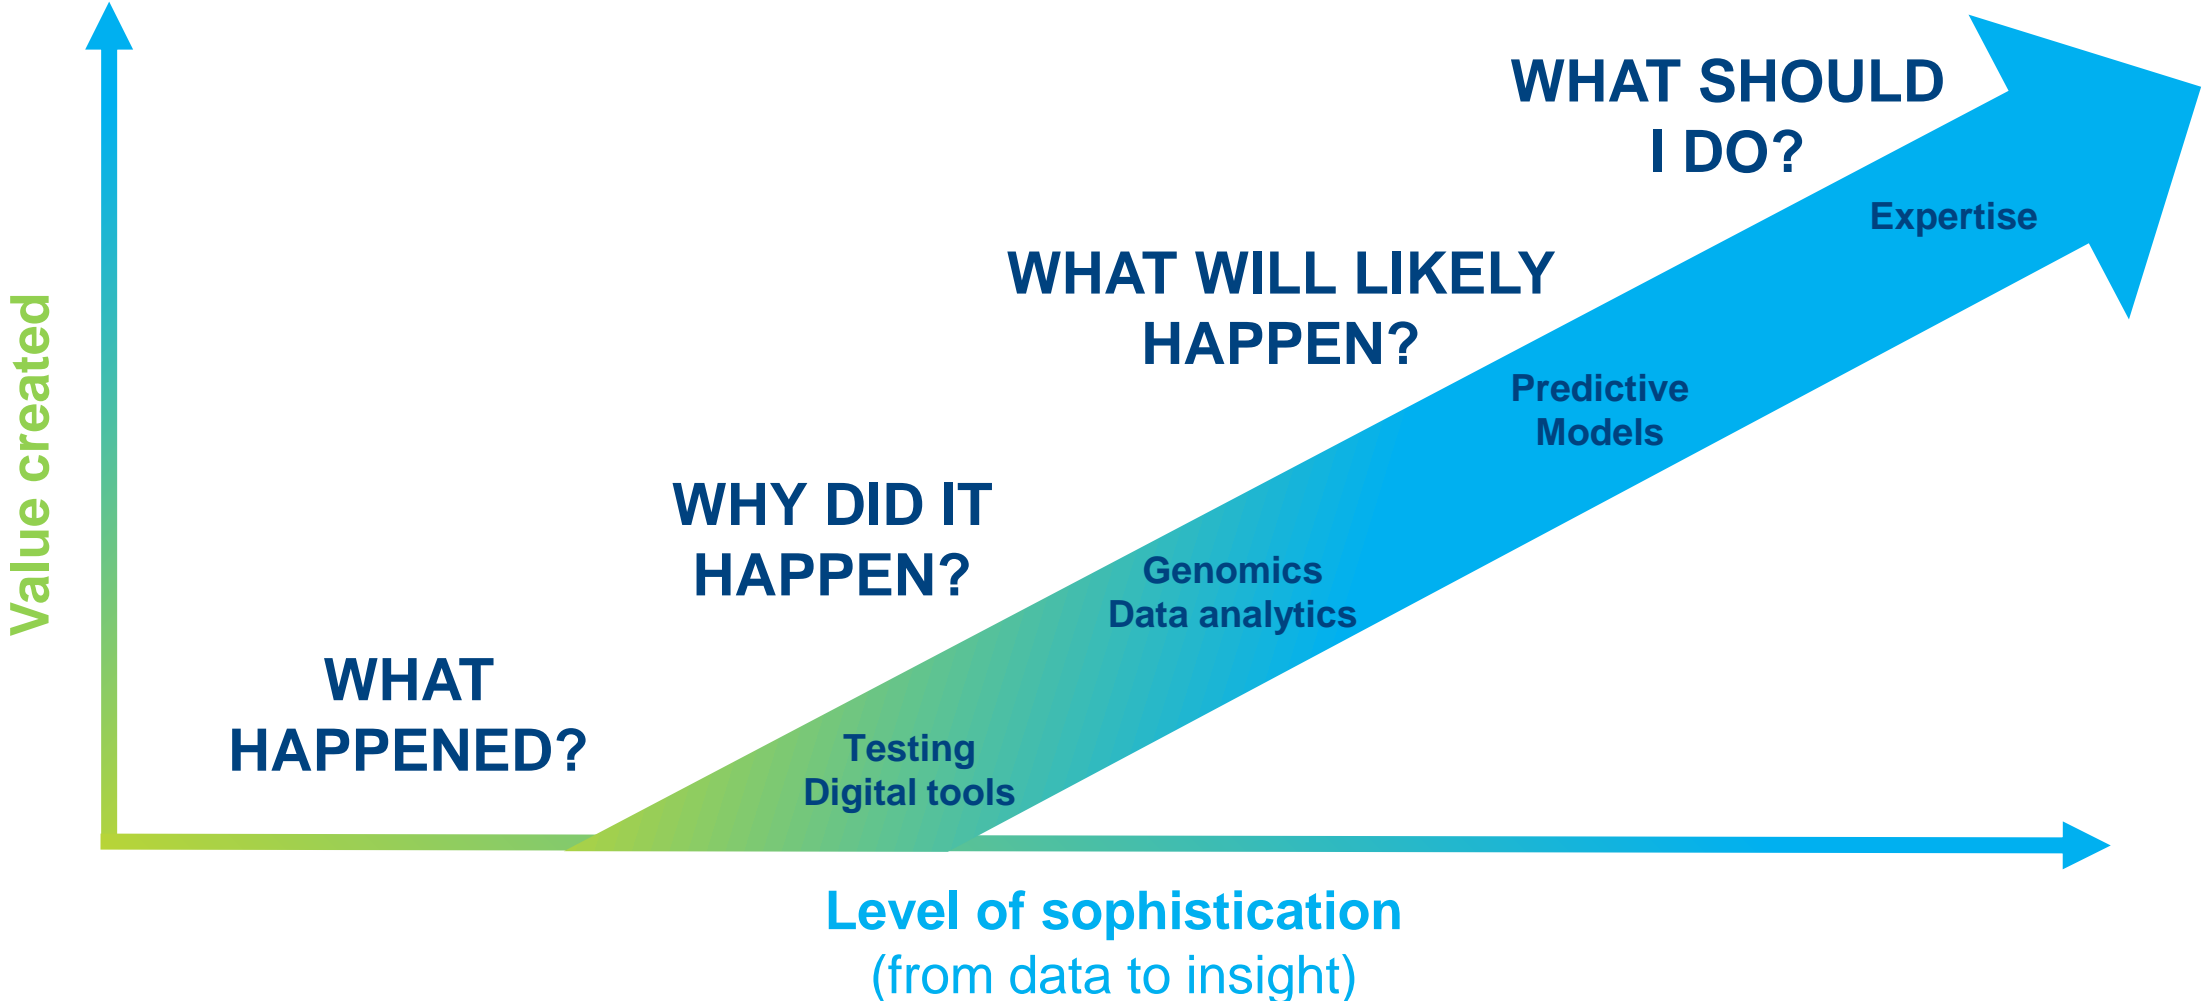 WHAT SHOULD
I DO?
Expertise
WHAT WILL LIKELY
HAPPEN?
Predictive
Models
WHY DID IT
HAPPEN?
Genomics
Data analytics
WHAT
HAPPENED?
Testing
Digital tools
Value created
Level of sophistication
(from data to insight)